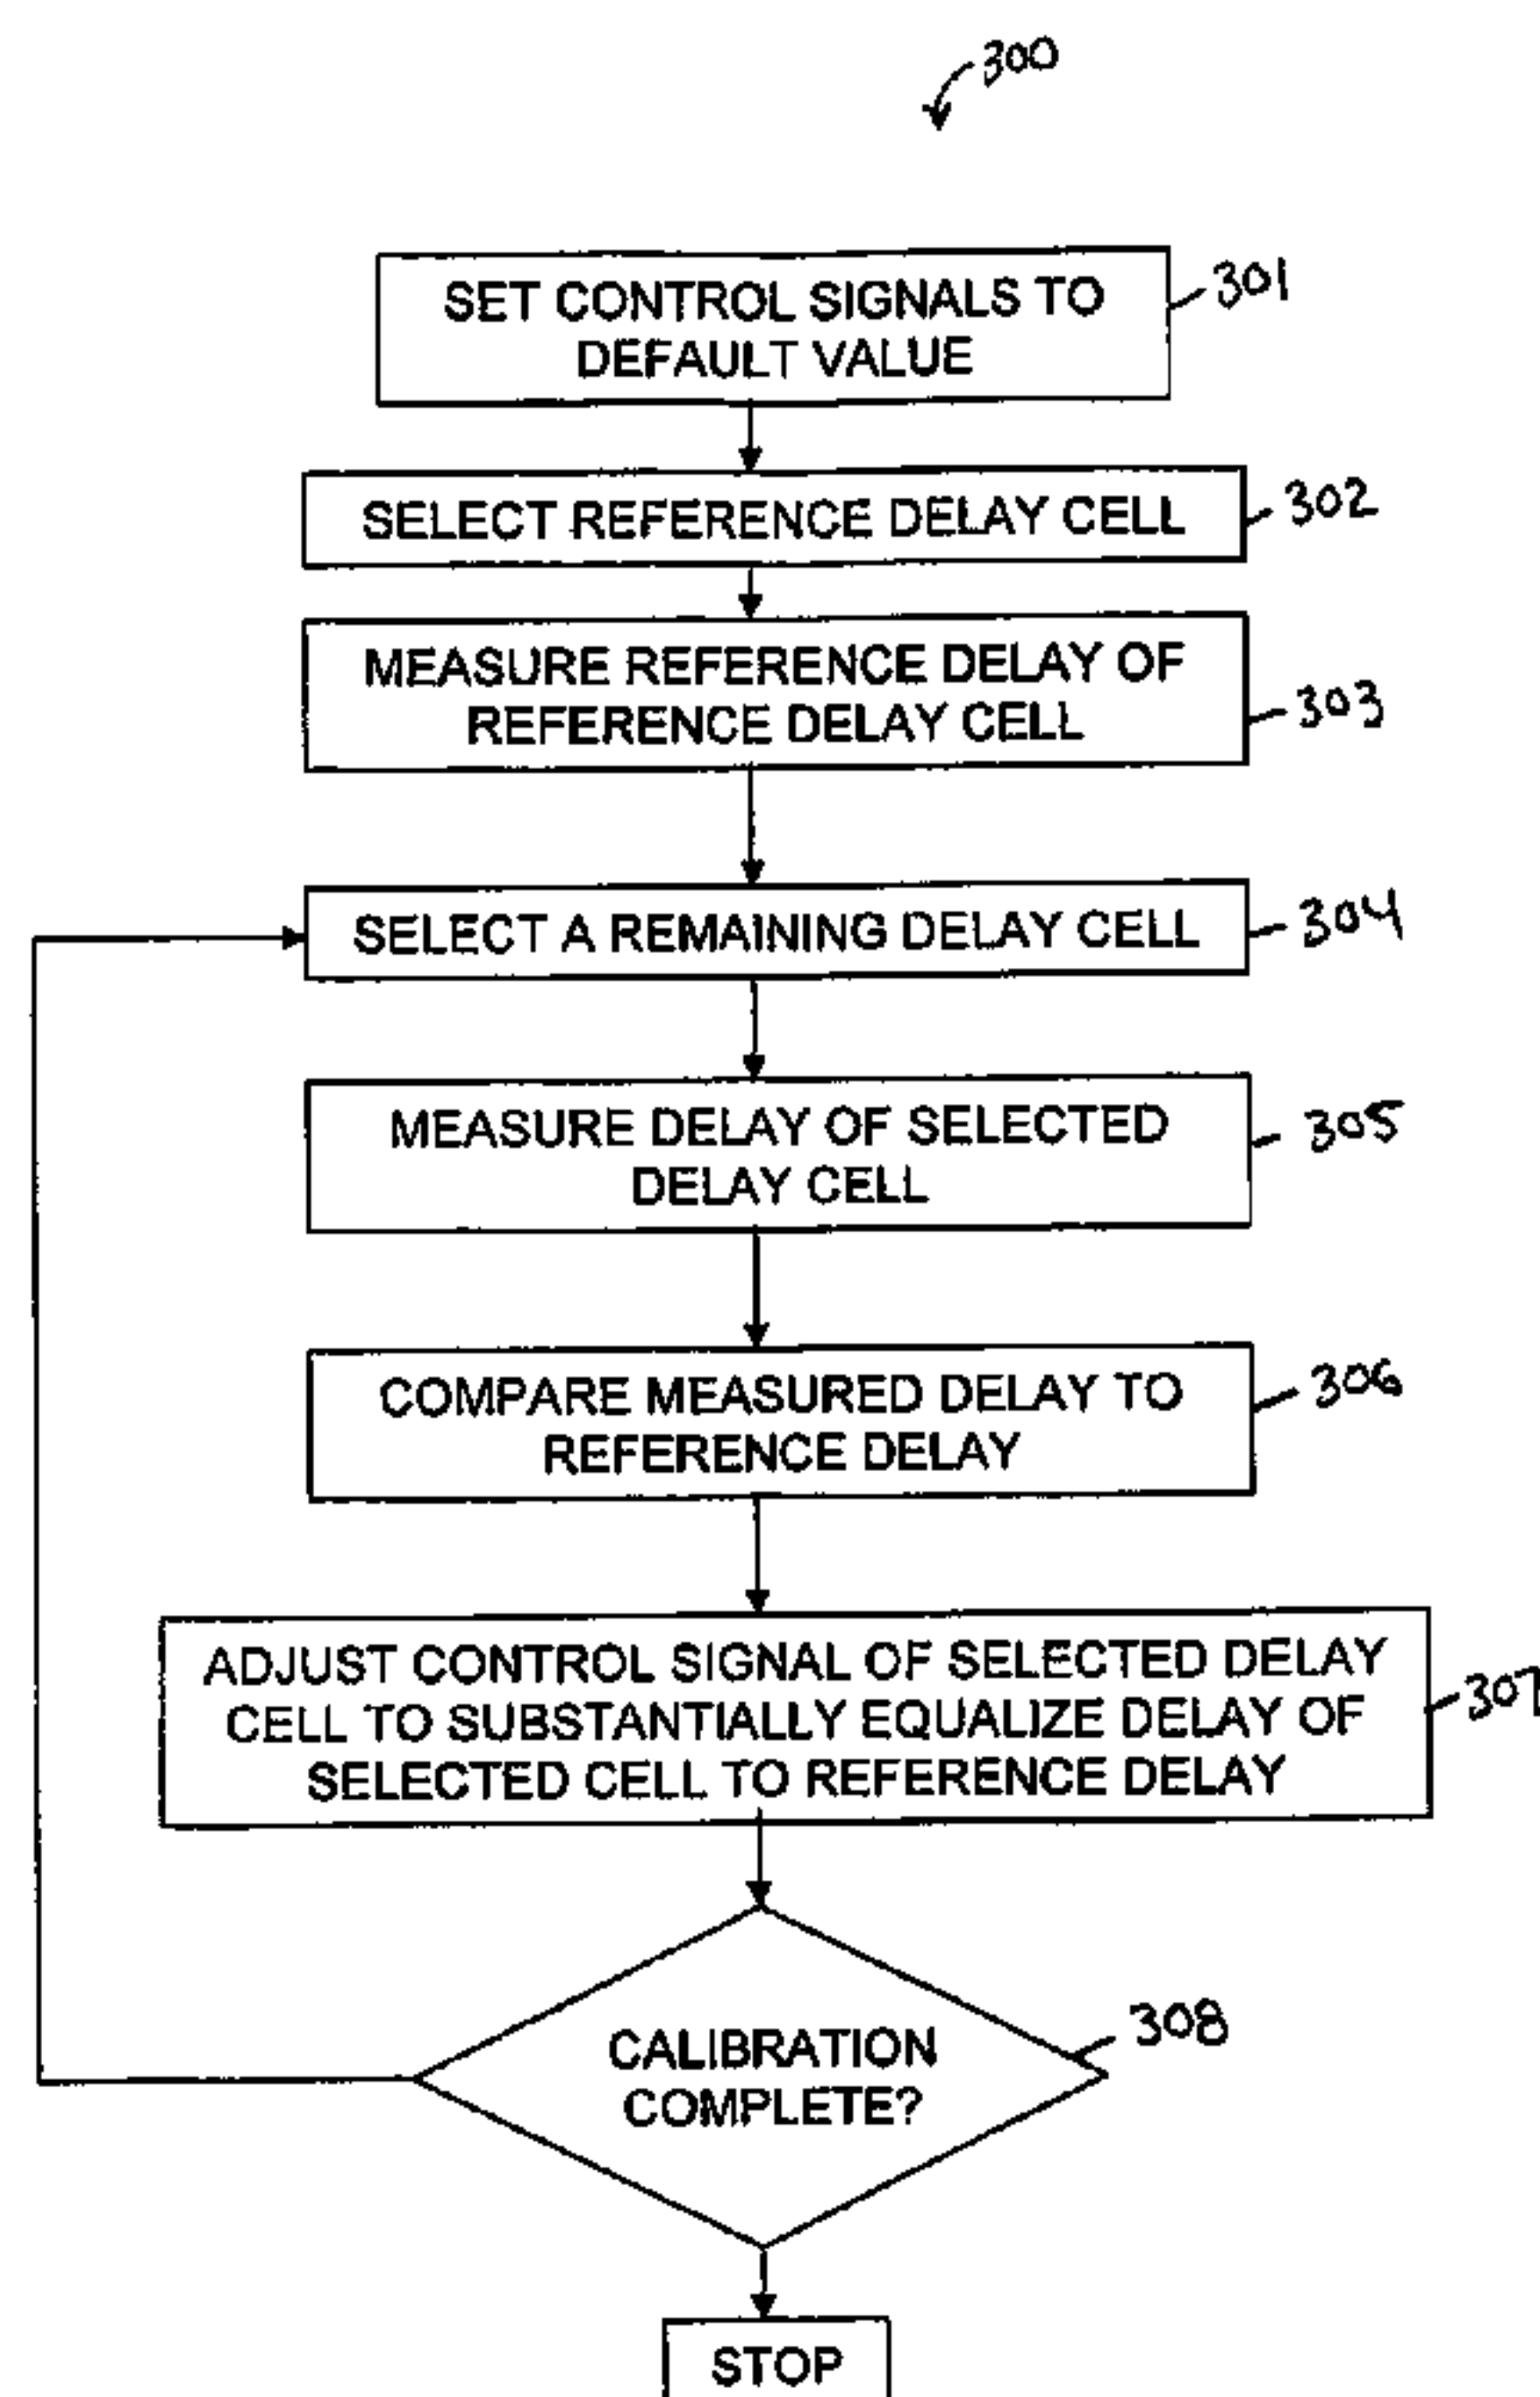 300
SET CONTROL SIGNALS TO
DEFAULT VALUE
301
SELECT REFERENCE DELAY CELL
302
MEASURE REFERENCE DELAY OF
REFERENCE DELAY CELL
303
SELECT A REMAINING DELAY CELL
304
MEASURE DELAY OF SELECTED
DELAY CELL
305
COMPARE MEASURED DELAY TO
REFERENCE DELAY
306
ADJUST CONTROL SIGNAL OF SELECTED DELAY
CELL TO SUBSTANTIALLY EQUALIZE DELAY OF
SELECTED CELL TO REFERENCE DELAY
307
CALIBRATION
COMPLETE?
308
STOP